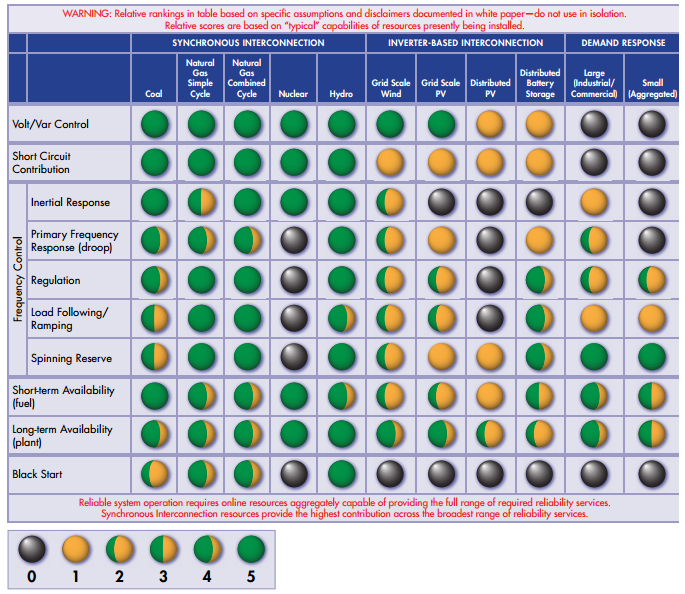 WARNING: Relative rankings in table based on specific assumptions and disclaimers documented in white paper—do not use in isolation.
Relative scores are based on "typical" capabilities of resources presently being installed.
SYNCHRONOUS INTERCONNECTION INVERTER-BASED INTERCONNECTION DEMAND RESPONSE
Coal
Natural
Gas
Simple
Cycle
Natural
Gas
Combined
Cycle
Nuclear
Hydro
Grid Scale
Wind
Grid Scale
PV
Distributed
PV
Distributed
Battery
Storage
Large
(Industrial/
Commercial)
Small
(Aggregated)
Volt/Var Control
Short Circuit
Contribution
Frequency Control
Inertial Response
Primary Frequency
Response (droop)
Regulation
Load Following/
Ramping
Spinning Reserve
Short-term Availability
(fuel)
Long-term Availability
(plant)
Black Start
Reliable system operation requires online resources aggregately capable of providing the full range of required reliability services.
Synchronous Interconnection resources provide the highest contribution across the broadest range of reliability services.
0 1 2 3 4 5